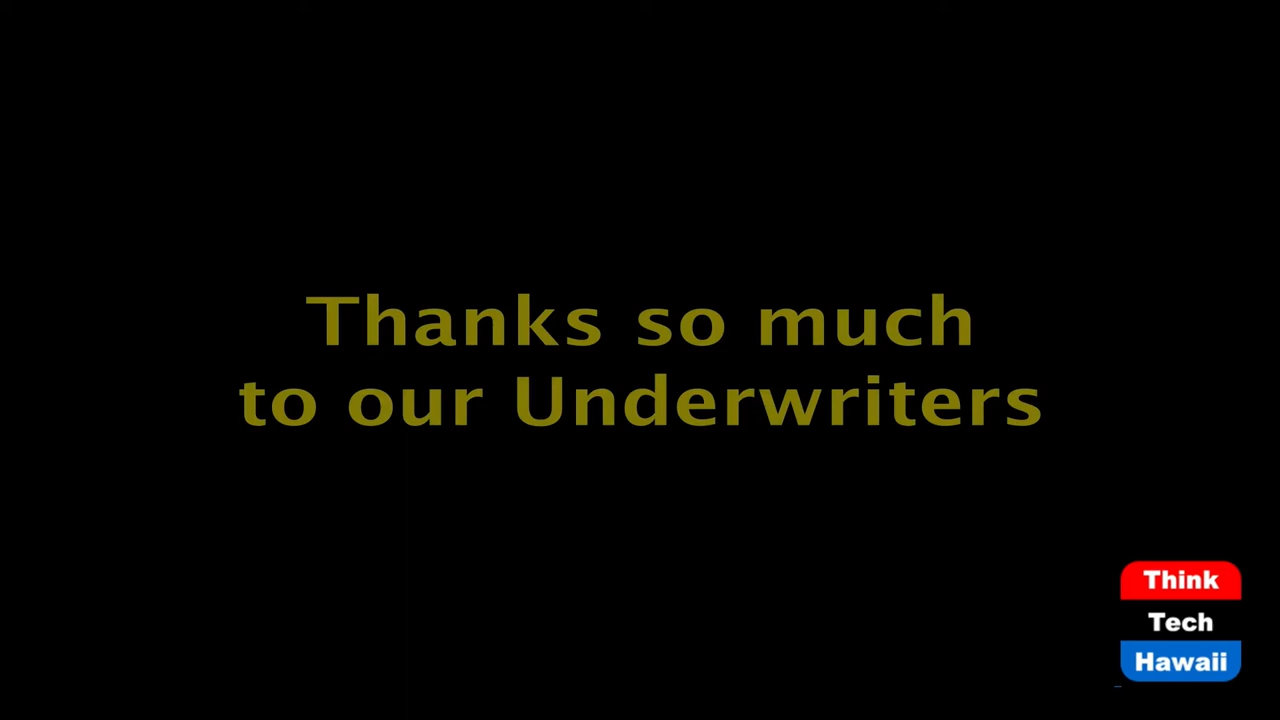 Thanks so much
to our Underwriters
Think
Tech
Hawaii